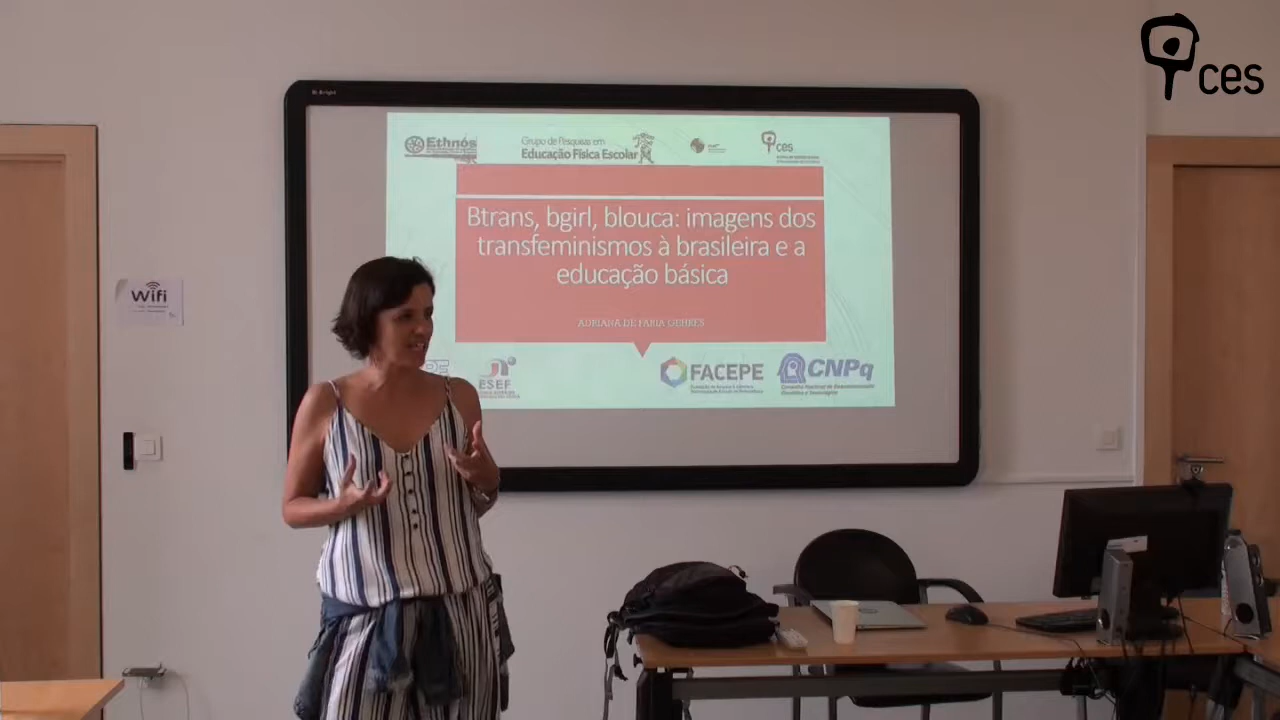 ces
Ethnós
Grupo de Pesquisas em
Educação Física Escolar
ces
Btrans, bgirl, blouca: imagens dos
transfeminismos à brasileira e a
educação básica
ADRIANA DE FARIA GEHRES
Wifi
ESEF
FACEPE
CNPq